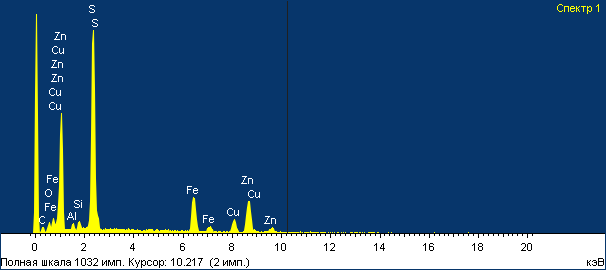 Спектр 1
S
S
Zn
Cu
Zn
Zn
Cu
Cu
Fe
O
Fe
C
Si
Al
Fe
Fe
Cu
Zn
Cu
Zn
0 2 4 6 8 10 12 14 16 18 20
Полная шкала 1032 имп. Курсор: 10.217 (2 имп.) кэВ